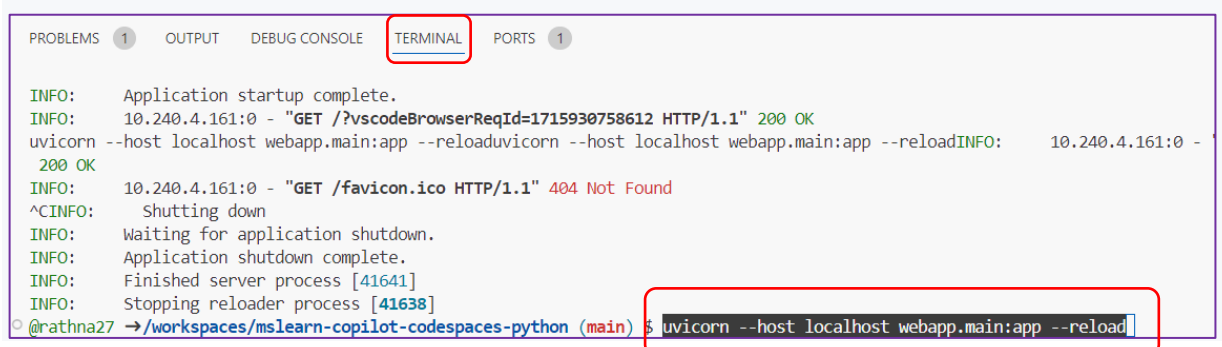 PROBLEMS 1 OUTPUT DEBUG CONSOLE TERMINAL PORTS 1
INFO: Application startup complete.
INFO: 10.240.4.161:0 - "GET /?vscodeBrowserReqId=1715930758612 HTTP/1.1" 200 OK
uvicorn --host localhost webapp.main:app --reloaduvicorn --host localhost webapp.main:app --reloadINFO: 10.240.4.161:0 - "
200 OK
INFO: 10.240.4.161:0 - "GET /favicon.ico HTTP/1.1" 404 Not Found
^CINFO: Shutting down
INFO: Waiting for application shutdown.
INFO: Application shutdown complete.
INFO: Finished server process [41641]
INFO: Stopping reloader process [41638]
@rathna27 →/workspaces/mslearn-copilot-codespaces-python (main) $ uvicorn --host localhost webapp.main:app --reload